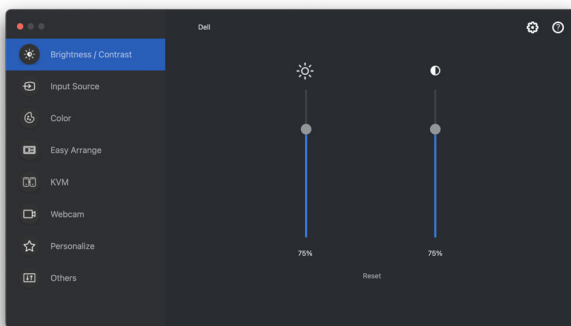 Dell
Brightness / Contrast
Input Source
Color
Easy Arrange
KVM
Webcam
Personalize
Others
75%
75%
Reset